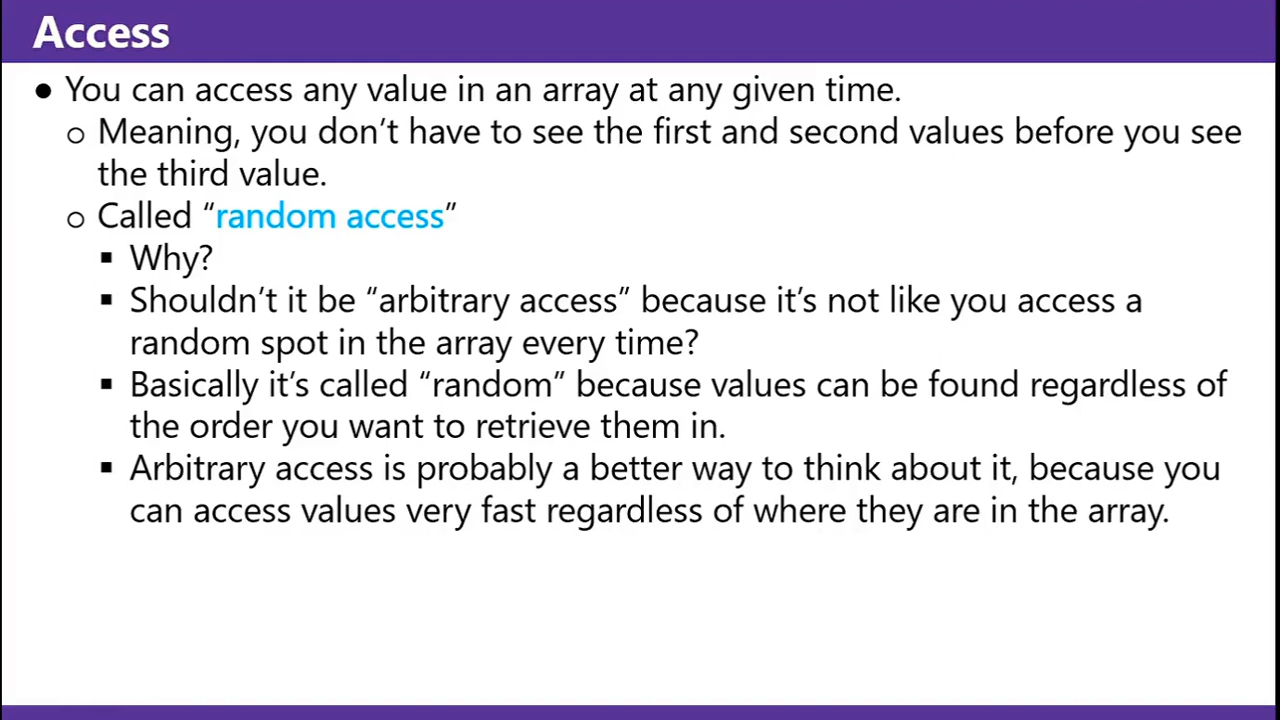 Access
● You can access any value in an array at any given time.
○ Meaning, you don’t have to see the first and second values before you see
the third value.
○ Called “random access”
▪ Why?
▪ Shouldn’t it be “arbitrary access” because it’s not like you access a
random spot in the array every time?
▪ Basically it’s called “random” because values can be found regardless of
the order you want to retrieve them in.
▪ Arbitrary access is probably a better way to think about it, because you
can access values very fast regardless of where they are in the array.